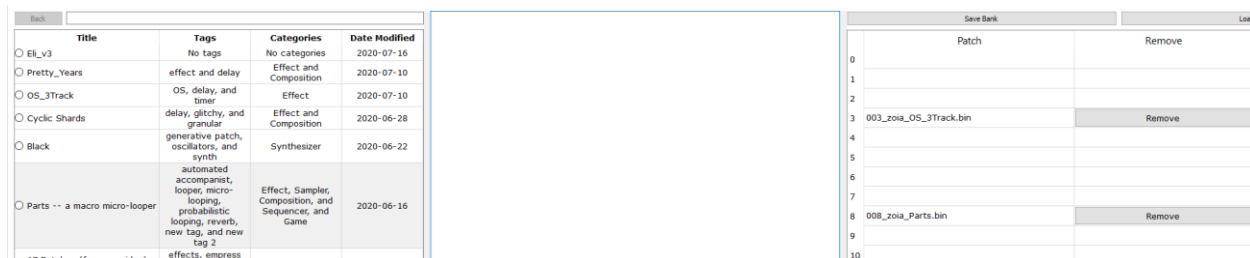 Back
Save Bank
Loa
Title Tags Categories Date Modified
Eli_v3 No tags No categories 2020-07-16
Pretty_Years effect and delay Effect and
Composition 2020-07-10
OS_3Track OS, delay, and
timer Effect 2020-07-10
Cyclic Shards delay, glitchy, and
granular Effect and
Composition 2020-06-28
Black generative patch,
oscillators, and
synth Synthesizer 2020-06-22
Parts -- a macro micro-looper automated
accompanist,
looper, micro-
looping,
probabilistic
looping, reverb,
new tag, and new
tag 2 Effect, Sampler,
Composition, and
Sequencer, and
Game 2020-06-16
effects, empress
Patch Remove
0
1
2
3 003_zoia_OS_3Track.bin Remove
4
5
6
7
8 008_zoia_Parts.bin Remove
9
10